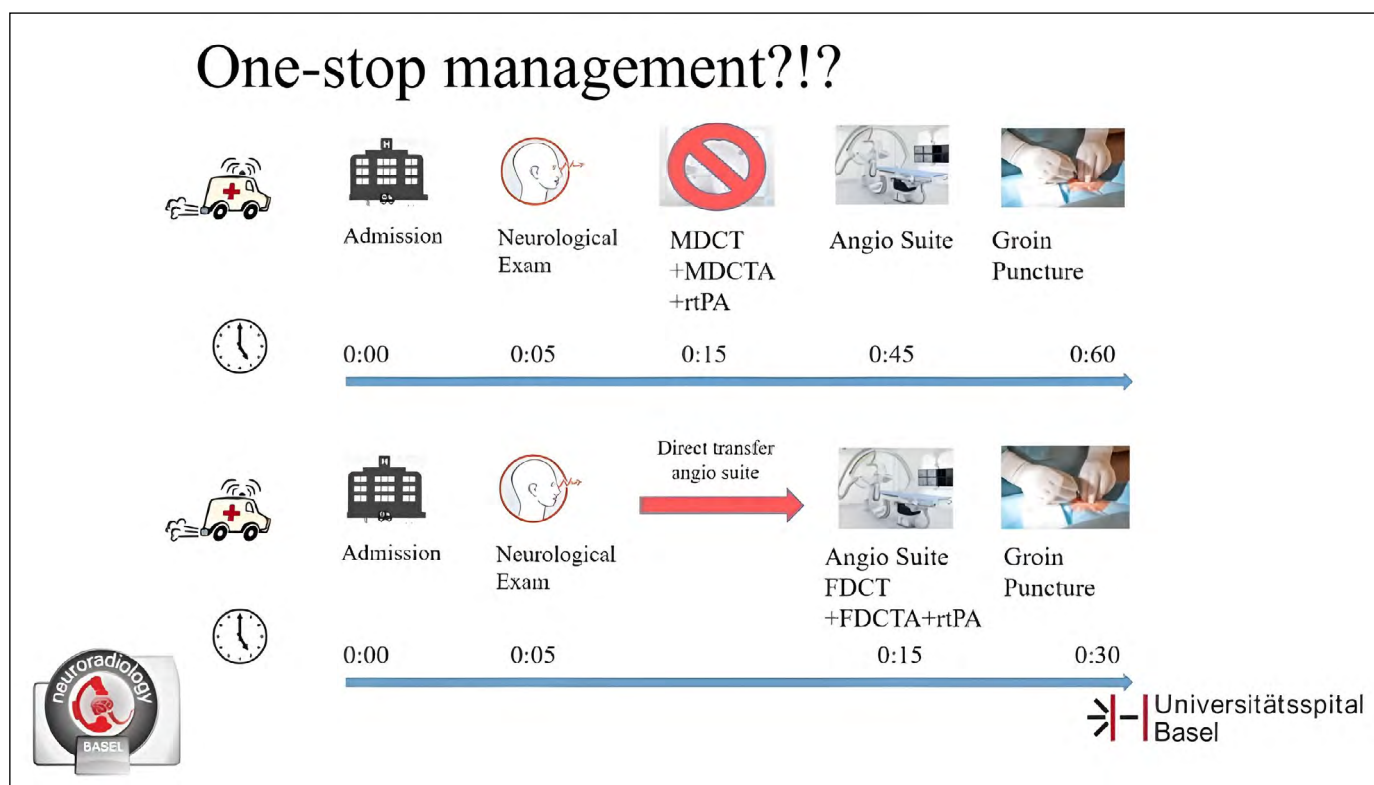 One-stop management?!?
H
Admission
Neurological
Exam
MDCT
+MDCTA
+rtPA
Angio Suite
Groin
Puncture
0:00 0:05 0:15 0:45 0:60
Direct transfer
angio suite
H
Admission
Neurological
Exam
Angio Suite
FDCT
+FDCTA+rtPA
Groin
Puncture
0:00 0:05 0:15 0:30
neuroradiology
BASEL
Universitätsspital
Basel